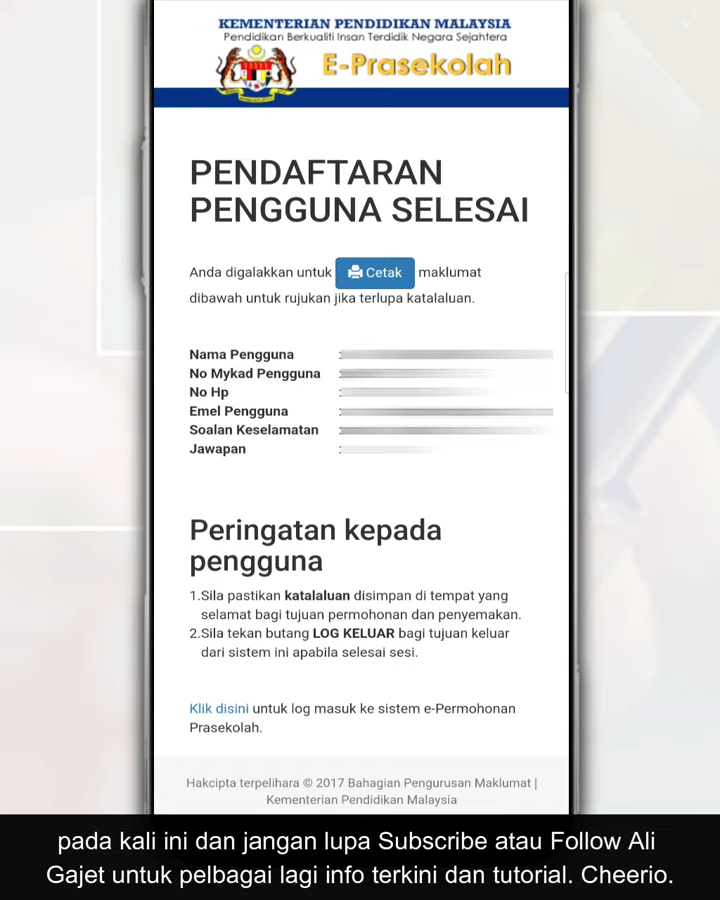 KEMENTERIAN PENDIDIKAN MALAYSIA
Pendidikan Berkualiti Insan Terdidik Negara Sejahtera
E-Prasekolah
PENDAFTARAN
PENGGUNA SELESAI
Anda digalakkan untuk Cetak maklumat
dibawah untuk rujukan jika terlupa katalaluan.
Nama Pengguna :
No Mykad Pengguna :
No Hp :
Emel Pengguna :
Soalan Keselamatan :
Jawapan :
Peringatan kepada
pengguna
1.Sila pastikan katalaluan disimpan di tempat yang
selamat bagi tujuan permohonan dan penyemakan.
2.Sila tekan butang LOG KELUAR bagi tujuan keluar
dari sistem ini apabila selesai sesi.
Klik disini untuk log masuk ke sistem e-Permohonan
Prasekolah.
Hakcipta terpelihara © 2017 Bahagian Pengurusan Maklumat |
Kementerian Pendidikan Malaysia
pada kali ini dan jangan lupa Subscribe atau Follow Ali
Gajet untuk pelbagai lagi info terkini dan tutorial. Cheerio.